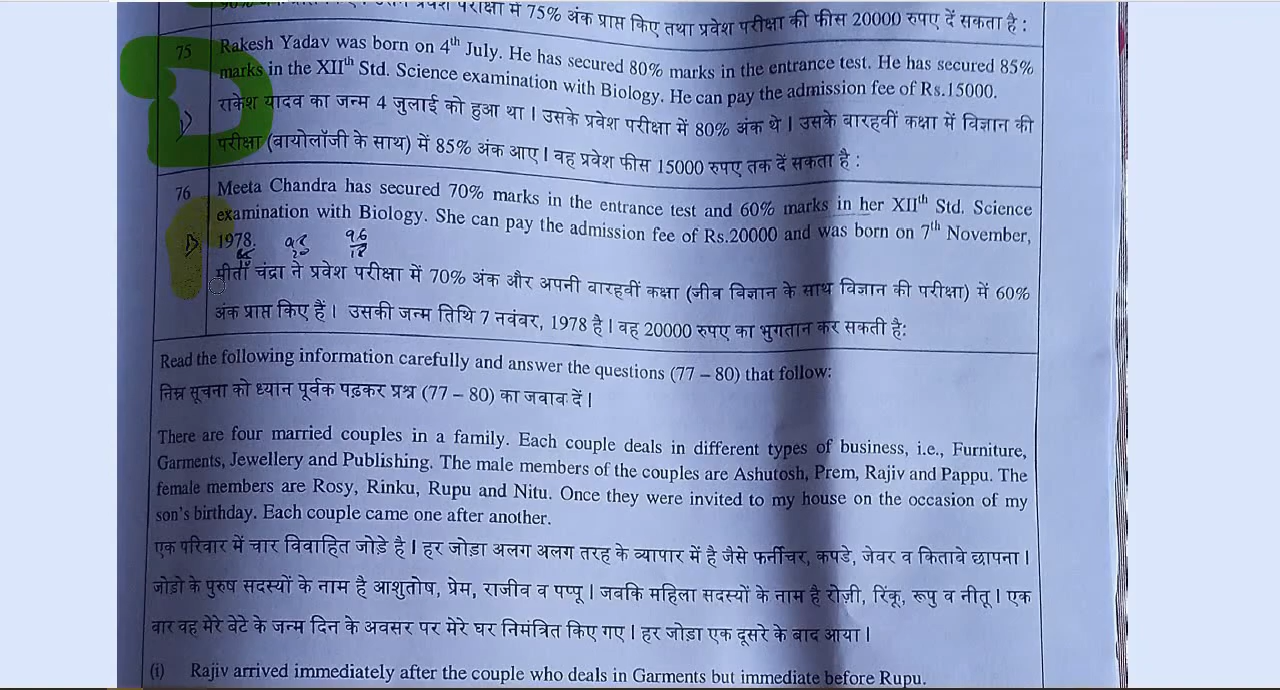 परीक्षा में 75% अंक प्राप्त किए तथा प्रवेश परीक्षा की फीस 20000 रुपए दें सकता है :
75
Rakesh Yadav was born on 4th July. He has secured 80% marks in the entrance test. He has secured 85%
marks in the XIIth Std. Science examination with Biology. He can pay the admission fee of Rs.15000.
राकेश यादव का जन्म 4 जुलाई को हुआ था। उसके प्रवेश परीक्षा में 80% अंक थे। उसके बारहवीं कक्षा में विज्ञान की
परीक्षा (बायोलॉजी के साथ) में 85% अंक आए। वह प्रवेश फीस 15000 रुपए तक दें सकता है :
76
Meeta Chandra has secured 70% marks in the entrance test and 60% marks in her XIIth Std. Science
examination with Biology. She can pay the admission fee of Rs.20000 and was born on 7th November,
1978.
मीता चंद्रा ने प्रवेश परीक्षा में 70% अंक और अपनी बारहवीं कक्षा (जीव विज्ञान के साथ विज्ञान की परीक्षा) में 60%
अंक प्राप्त किए हैं। उसकी जन्म तिथि 7 नवंबर, 1978 है। वह 20000 रुपए का भुगतान कर सकती है:
Read the following information carefully and answer the questions (77 – 80) that follow:
निम्न सूचना को ध्यान पूर्वक पढ़कर प्रश्न (77 – 80) का जवाब दें।
There are four married couples in a family. Each couple deals in different types of business, i.e., Furniture,
Garments, Jewellery and Publishing. The male members of the couples are Ashutosh, Prem, Rajiv and Pappu. The
female members are Rosy, Rinku, Rupu and Nitu. Once they were invited to my house on the occasion of my
son's birthday. Each couple came one after another.
एक परिवार में चार विवाहित जोड़े है। हर जोड़ा अलग अलग तरह के व्यापार में है जैसे फर्नीचर, कपडे, जेवर व किताबे छापना।
जोडो के पुरुष सदस्यों के नाम है आशुतोष, प्रेम, राजीव व पप्पू। जबकि महिला सदस्यों के नाम है रोज़ी, रिंकू, रूपु व नीतू। एक
बार वह मेरे बेटे के जन्म दिन के अवसर पर मेरे घर निमंत्रित किए गए। हर जोड़ा एक दूसरे के बाद आया।
(i) Rajiv arrived immediately after the couple who deals in Garments but immediate before Rupu.